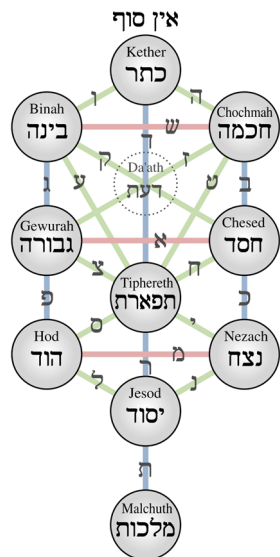 אין סוף
Kether
כתר
ו
ה
Binah
בינה
Chochmah
חכמה
ש
ד
ק
ז
Da'ath
דעת
ג
ע
ט
ב
Gewurah
גבורה
Chesed
חסד
א
צ
ח
Tiphereth
תפארת
פ
כ
ס
י
Hod
הוד
Nezach
נצח
מ
ר
ל
נ
Jesod
יסוד
ת
Malchuth
מלכות